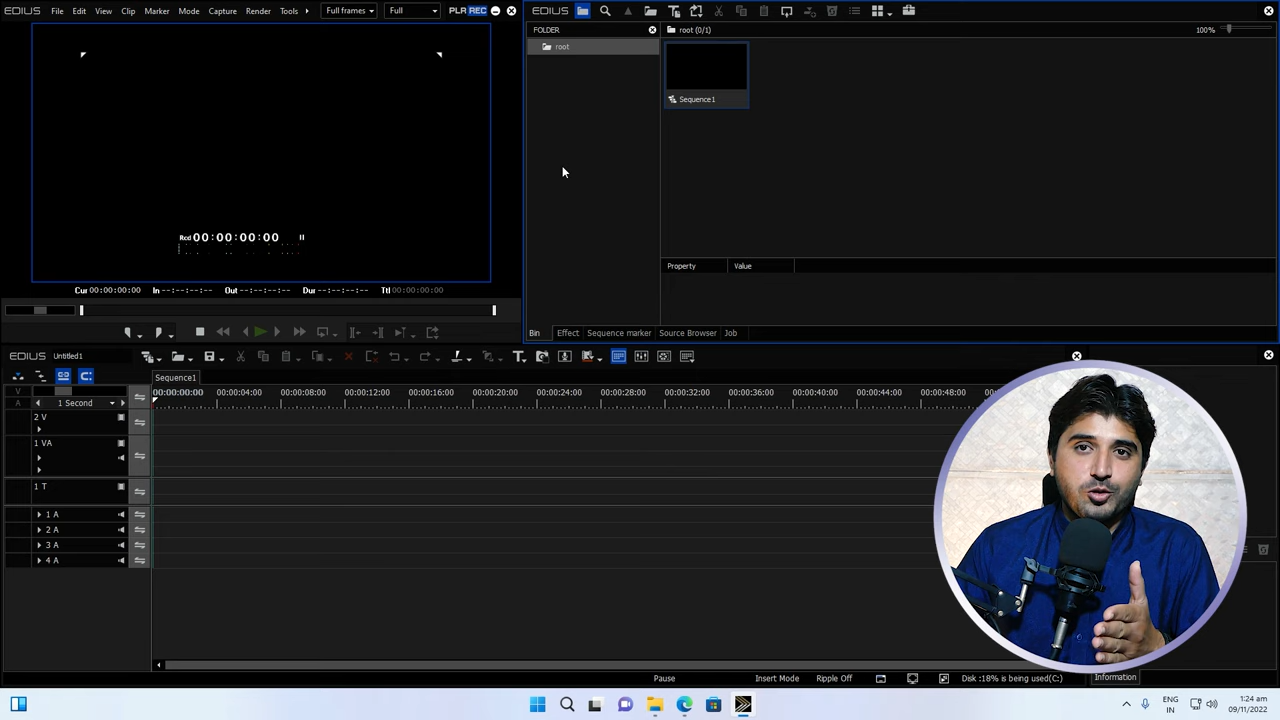 EDIUS File Edit View Clip Marker Mode Capture Render Tools Full frames Full PLR REC
EDIUS
FOLDER
root
root (0/1)
100%
Sequence1
Rcd 00:00:00:00
Cur 00:00:00:00 In --:--:--:-- Out --:--:--:-- Dur --:--:--:-- Ttl 00:00:00:00
Property Value
Bin Effect Sequence marker Source Browser Job
EDIUS Untitled1
Sequence1
V
A
1 Second
00:00:00:00 00:00:04:00 00:00:08:00 00:00:12:00 00:00:16:00 00:00:20:00 00:00:24:00 00:00:28:00 00:00:32:00 00:00:36:00 00:00:40:00 00:00:44:00 00:00:48:00
2 V
1 VA
1 T
1 A
2 A
3 A
4 A
Pause Insert Mode Ripple Off Disk :18% is being used(C:) Information
ENG
IN
1:24 am
09/11/2022